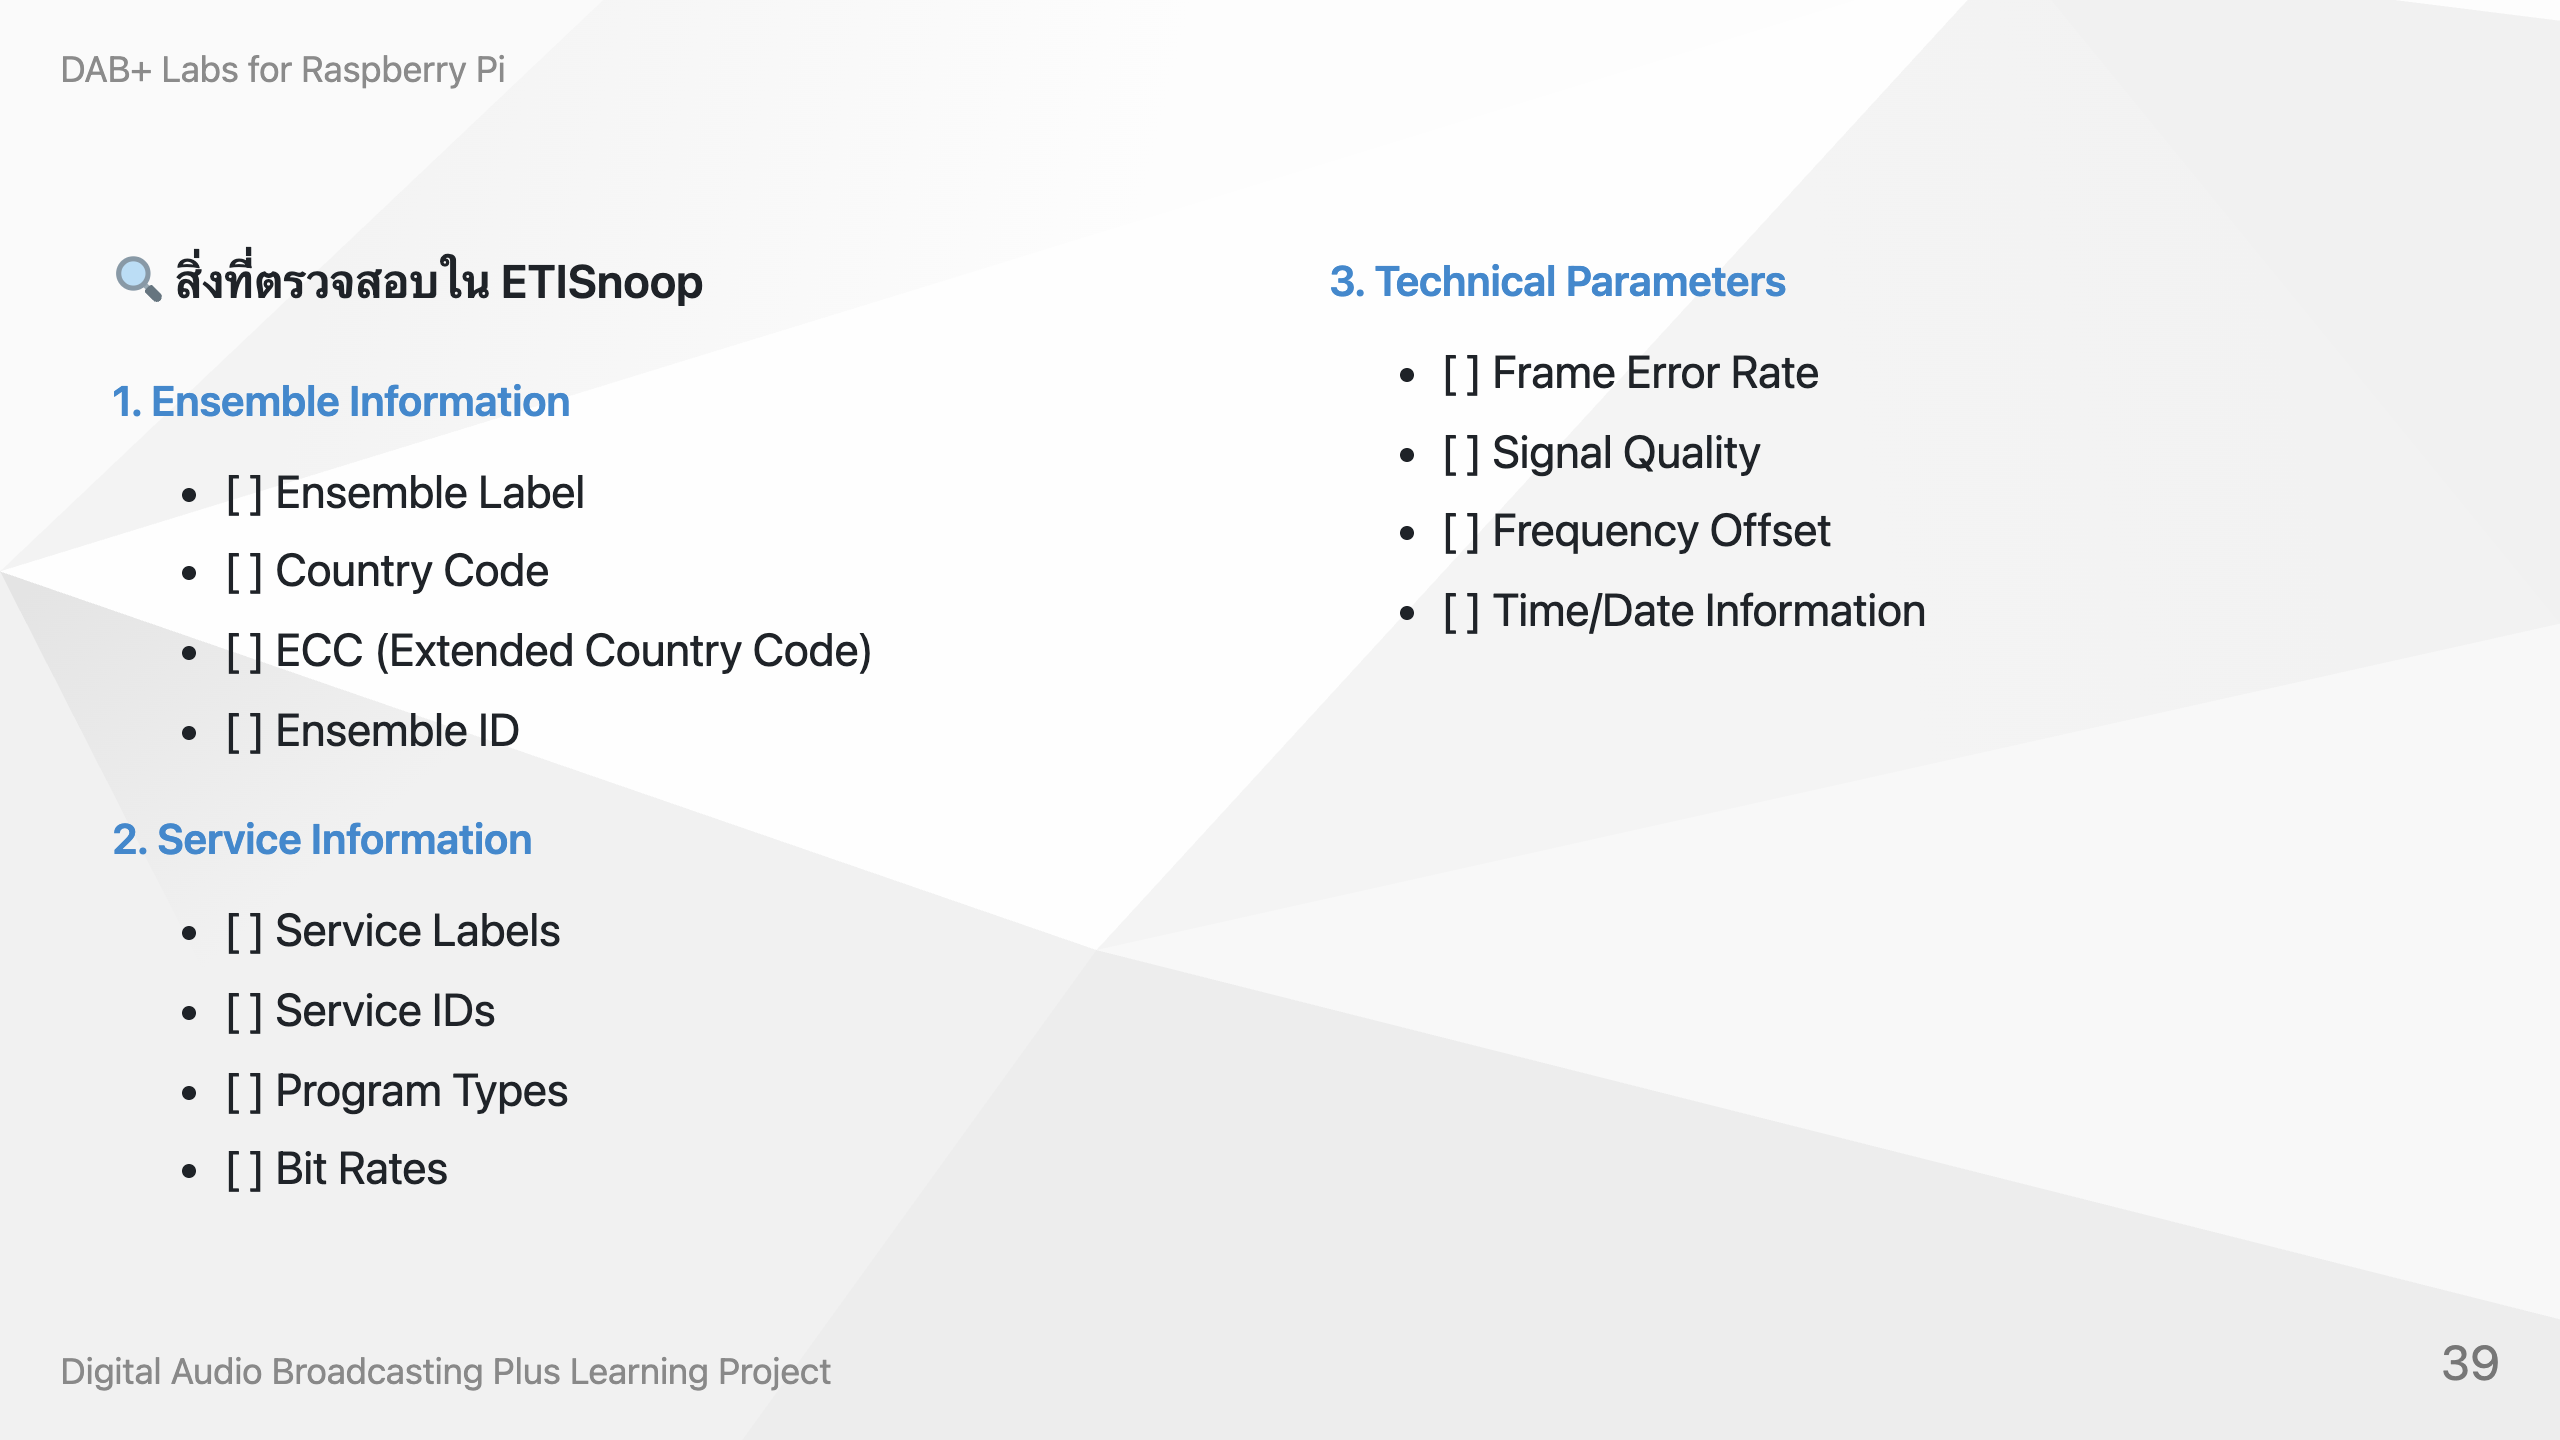 DAB+ Labs for Raspberry Pi
🔍 สิ่งที่ตรวจสอบใน ETISnoop
1. Ensemble Information
• [ ] Ensemble Label
• [ ] Country Code
• [ ] ECC (Extended Country Code)
• [ ] Ensemble ID
2. Service Information
• [ ] Service Labels
• [ ] Service IDs
• [ ] Program Types
• [ ] Bit Rates
3. Technical Parameters
• [ ] Frame Error Rate
• [ ] Signal Quality
• [ ] Frequency Offset
• [ ] Time/Date Information
Digital Audio Broadcasting Plus Learning Project
39